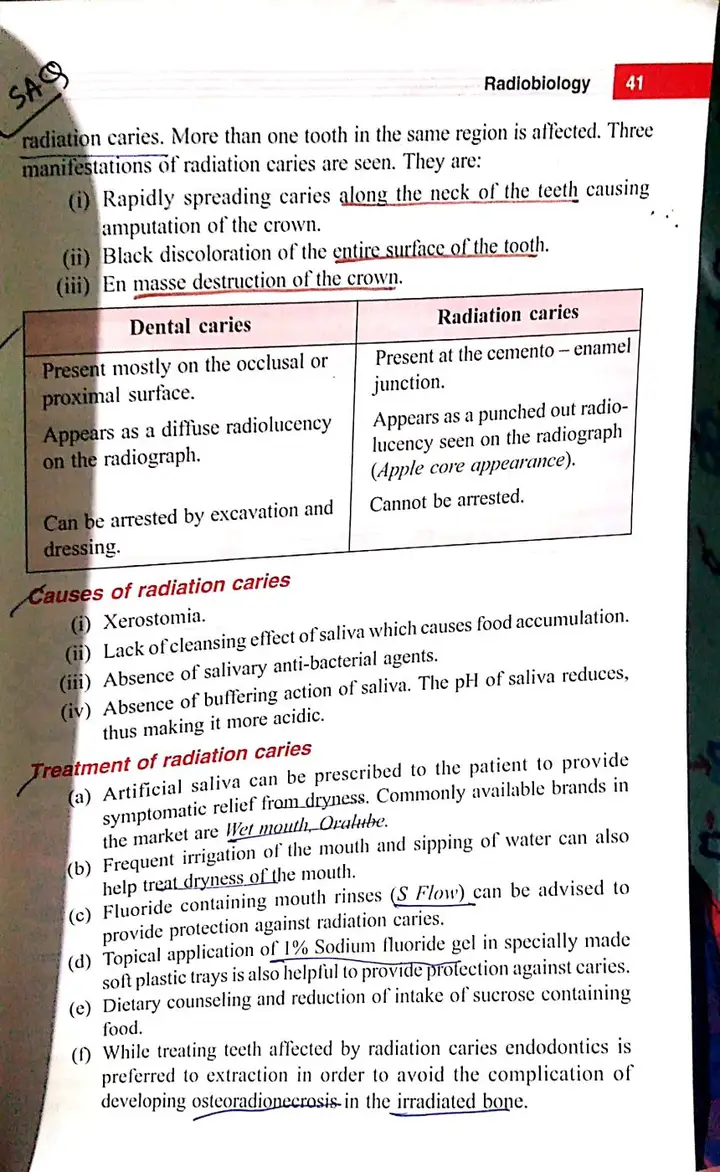 SAQ
Radiobiology 41
radiation caries. More than one tooth in the same region is affected. Three
manifestations of radiation caries are seen. They are:
(i) Rapidly spreading caries along the neck of the teeth causing
amputation of the crown.
(ii) Black discoloration of the entire surface of the tooth.
(iii) En masse destruction of the crown.
Dental caries
Radiation caries
Present mostly on the occlusal or
proximal surface.
Present at the cemento – enamel
junction.
Appears as a diffuse radiolucency
on the radiograph.
Appears as a punched out radio-
lucency seen on the radiograph
(Apple core appearance).
Can be arrested by excavation and
dressing.
Cannot be arrested.
Causes of radiation caries
(i) Xerostomia.
(ii) Lack of cleansing effect of saliva which causes food accumulation.
(iii) Absence of salivary anti-bacterial agents.
(iv) Absence of buffering action of saliva. The pH of saliva reduces,
thus making it more acidic.
Treatment of radiation caries
(a) Artificial saliva can be prescribed to the patient to provide
symptomatic relief from dryness. Commonly available brands in
the market are Wet mouth, Oralube.
(b) Frequent irrigation of the mouth and sipping of water can also
help treat dryness of the mouth.
(c) Fluoride containing mouth rinses (S Flow) can be advised to
provide protection against radiation caries.
(d) Topical application of 1% Sodium fluoride gel in specially made
soft plastic trays is also helpful to provide protection against caries.
(e) Dietary counseling and reduction of intake of sucrose containing
food.
(f) While treating teeth affected by radiation caries endodontics is
preferred to extraction in order to avoid the complication of
developing osteoradionecrosis in the irradiated bone.